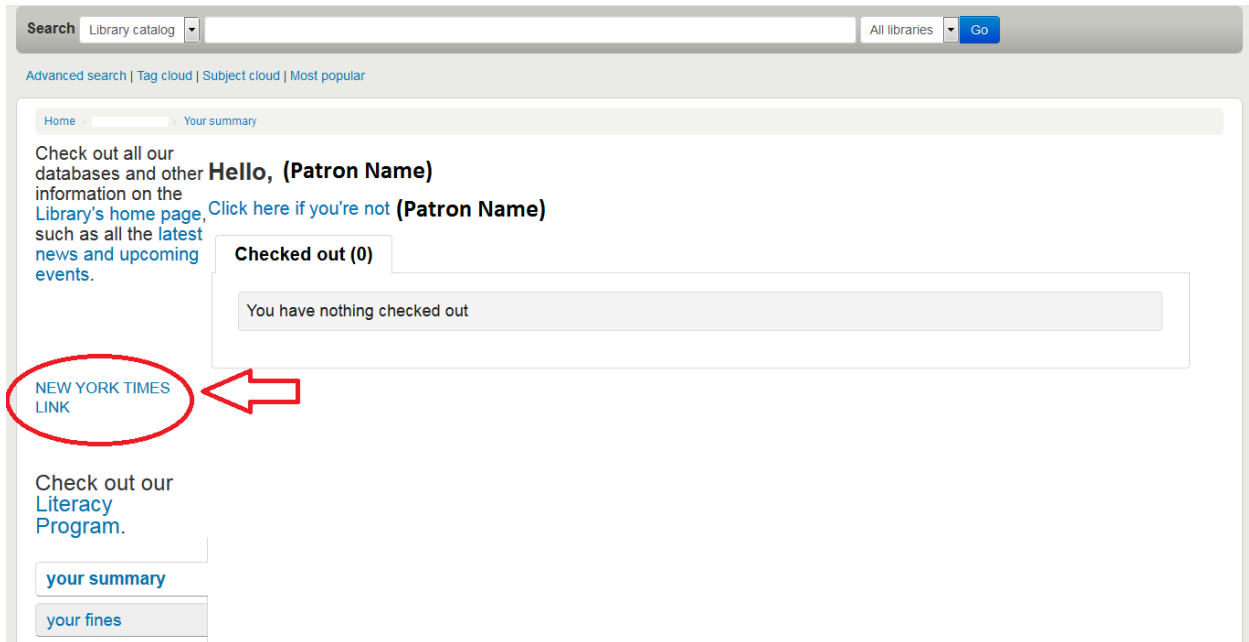 Search Library catalog All libraries Go
Advanced search | Tag cloud | Subject cloud | Most popular
Home › › Your summary
Check out all our
databases and other
information on the
Library's home page,
such as all the latest
news and upcoming
events.
NEW YORK TIMES
LINK
Check out our
Literacy
Program.
your summary
your fines
Hello, (Patron Name)
Click here if you're not (Patron Name)
Checked out (0)
You have nothing checked out